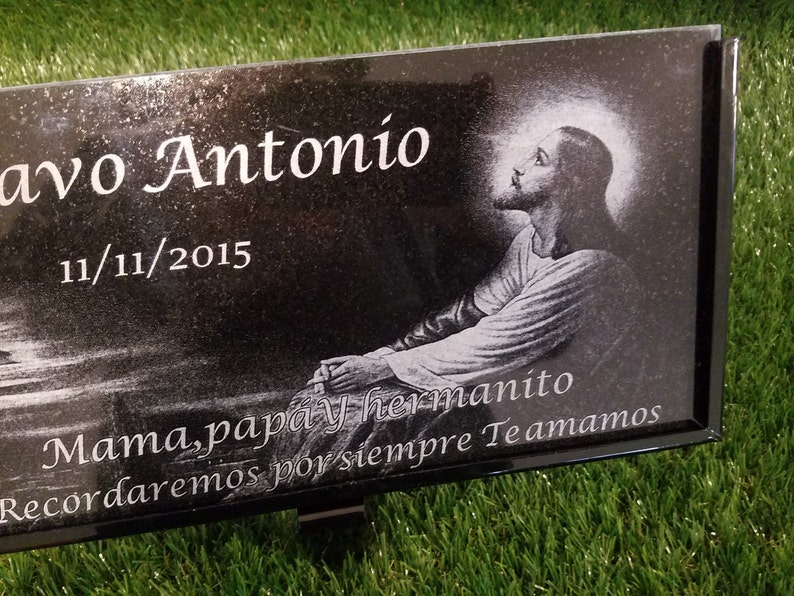 avo Antonio
11/11/2015
Mama,papá y hermanito
Recordaremos por siempre Te amamos